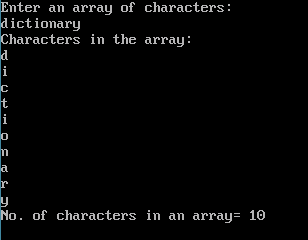 Enter an array of characters:
dictionary
Characters in the array:
d
i
c
t
i
o
n
a
r
y
No. of characters in an array= 10